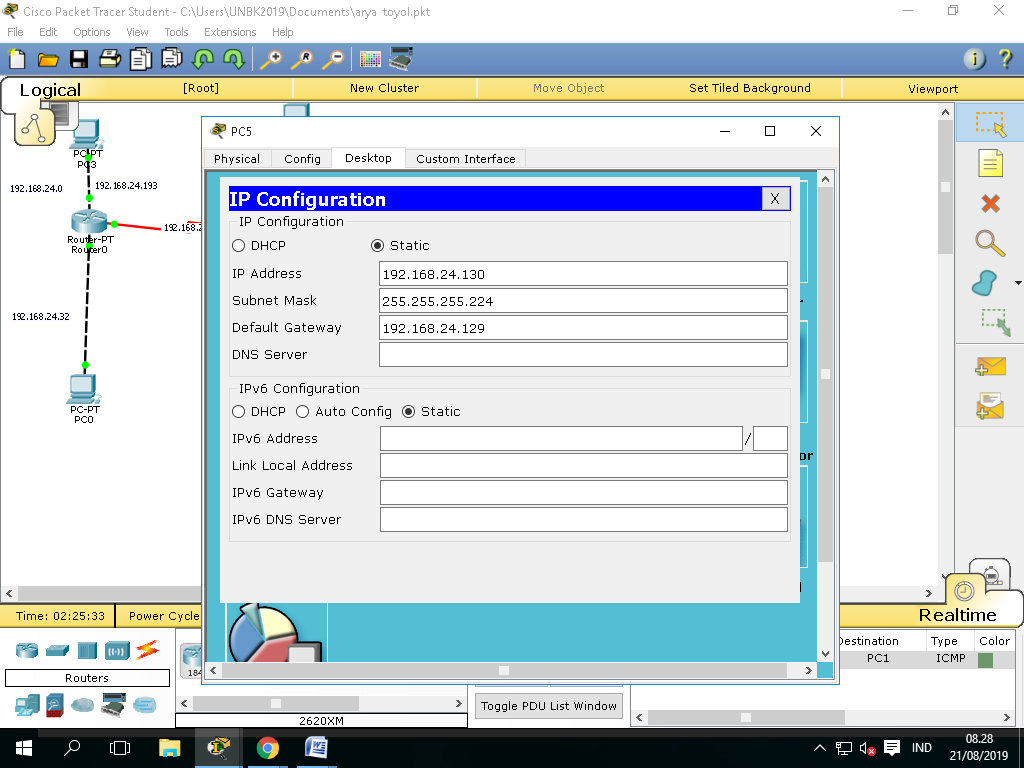 Cisco Packet Tracer Student - C:\Users\UNBK2019\Documents\arya toyol.pkt
File Edit Options View Tools Extensions Help
Logical [Root] New Cluster Move Object Set Tiled Background Viewport
PC5
Physical Config Desktop Custom Interface
IP Configuration X
IP Configuration
DHCP Static
IP Address 192.168.24.130
Subnet Mask 255.255.255.224
Default Gateway 192.168.24.129
DNS Server
IPv6 Configuration
DHCP Auto Config Static
IPv6 Address /
Link Local Address
IPv6 Gateway
IPv6 DNS Server
PC-PT
PC3
192.168.24.0 192.168.24.193
192.168.2
Router-PT
Router0
192.168.24.32
PC-PT
PC0
or
Time: 02:25:33 Power Cycle Realtime
Routers
184
2620XM
Toggle PDU List Window
Destination Type Color
PC1 ICMP
IND
08.28
21/08/2019